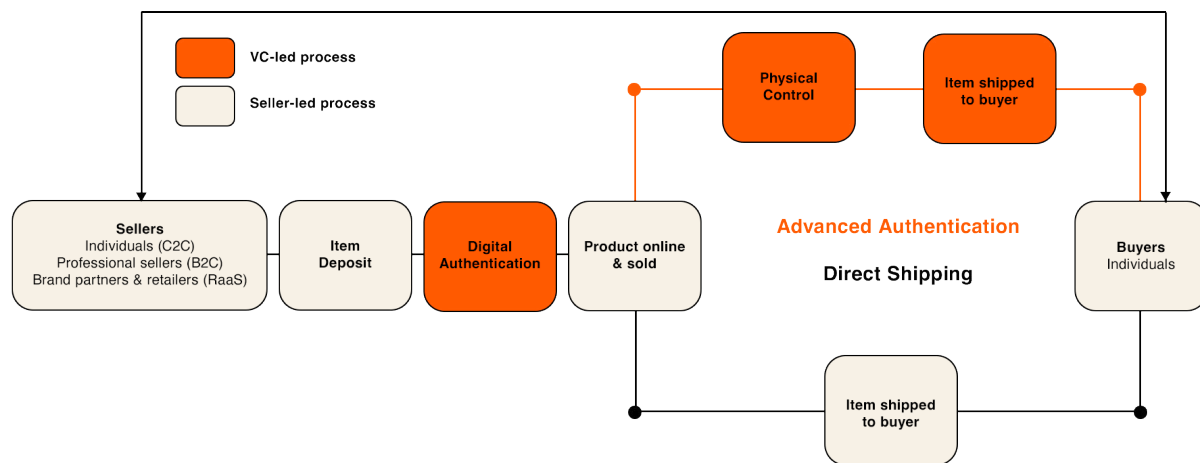 VC-led process
Seller-led process
Physical
Control
Item shipped
to buyer
Sellers
Individuals (C2C)
Professional sellers (B2C)
Brand partners & retailers (RaaS)
Item
Deposit
Digital
Authentication
Product online
& sold
Advanced Authentication
Direct Shipping
Buyers
Individuals
Item shipped
to buyer